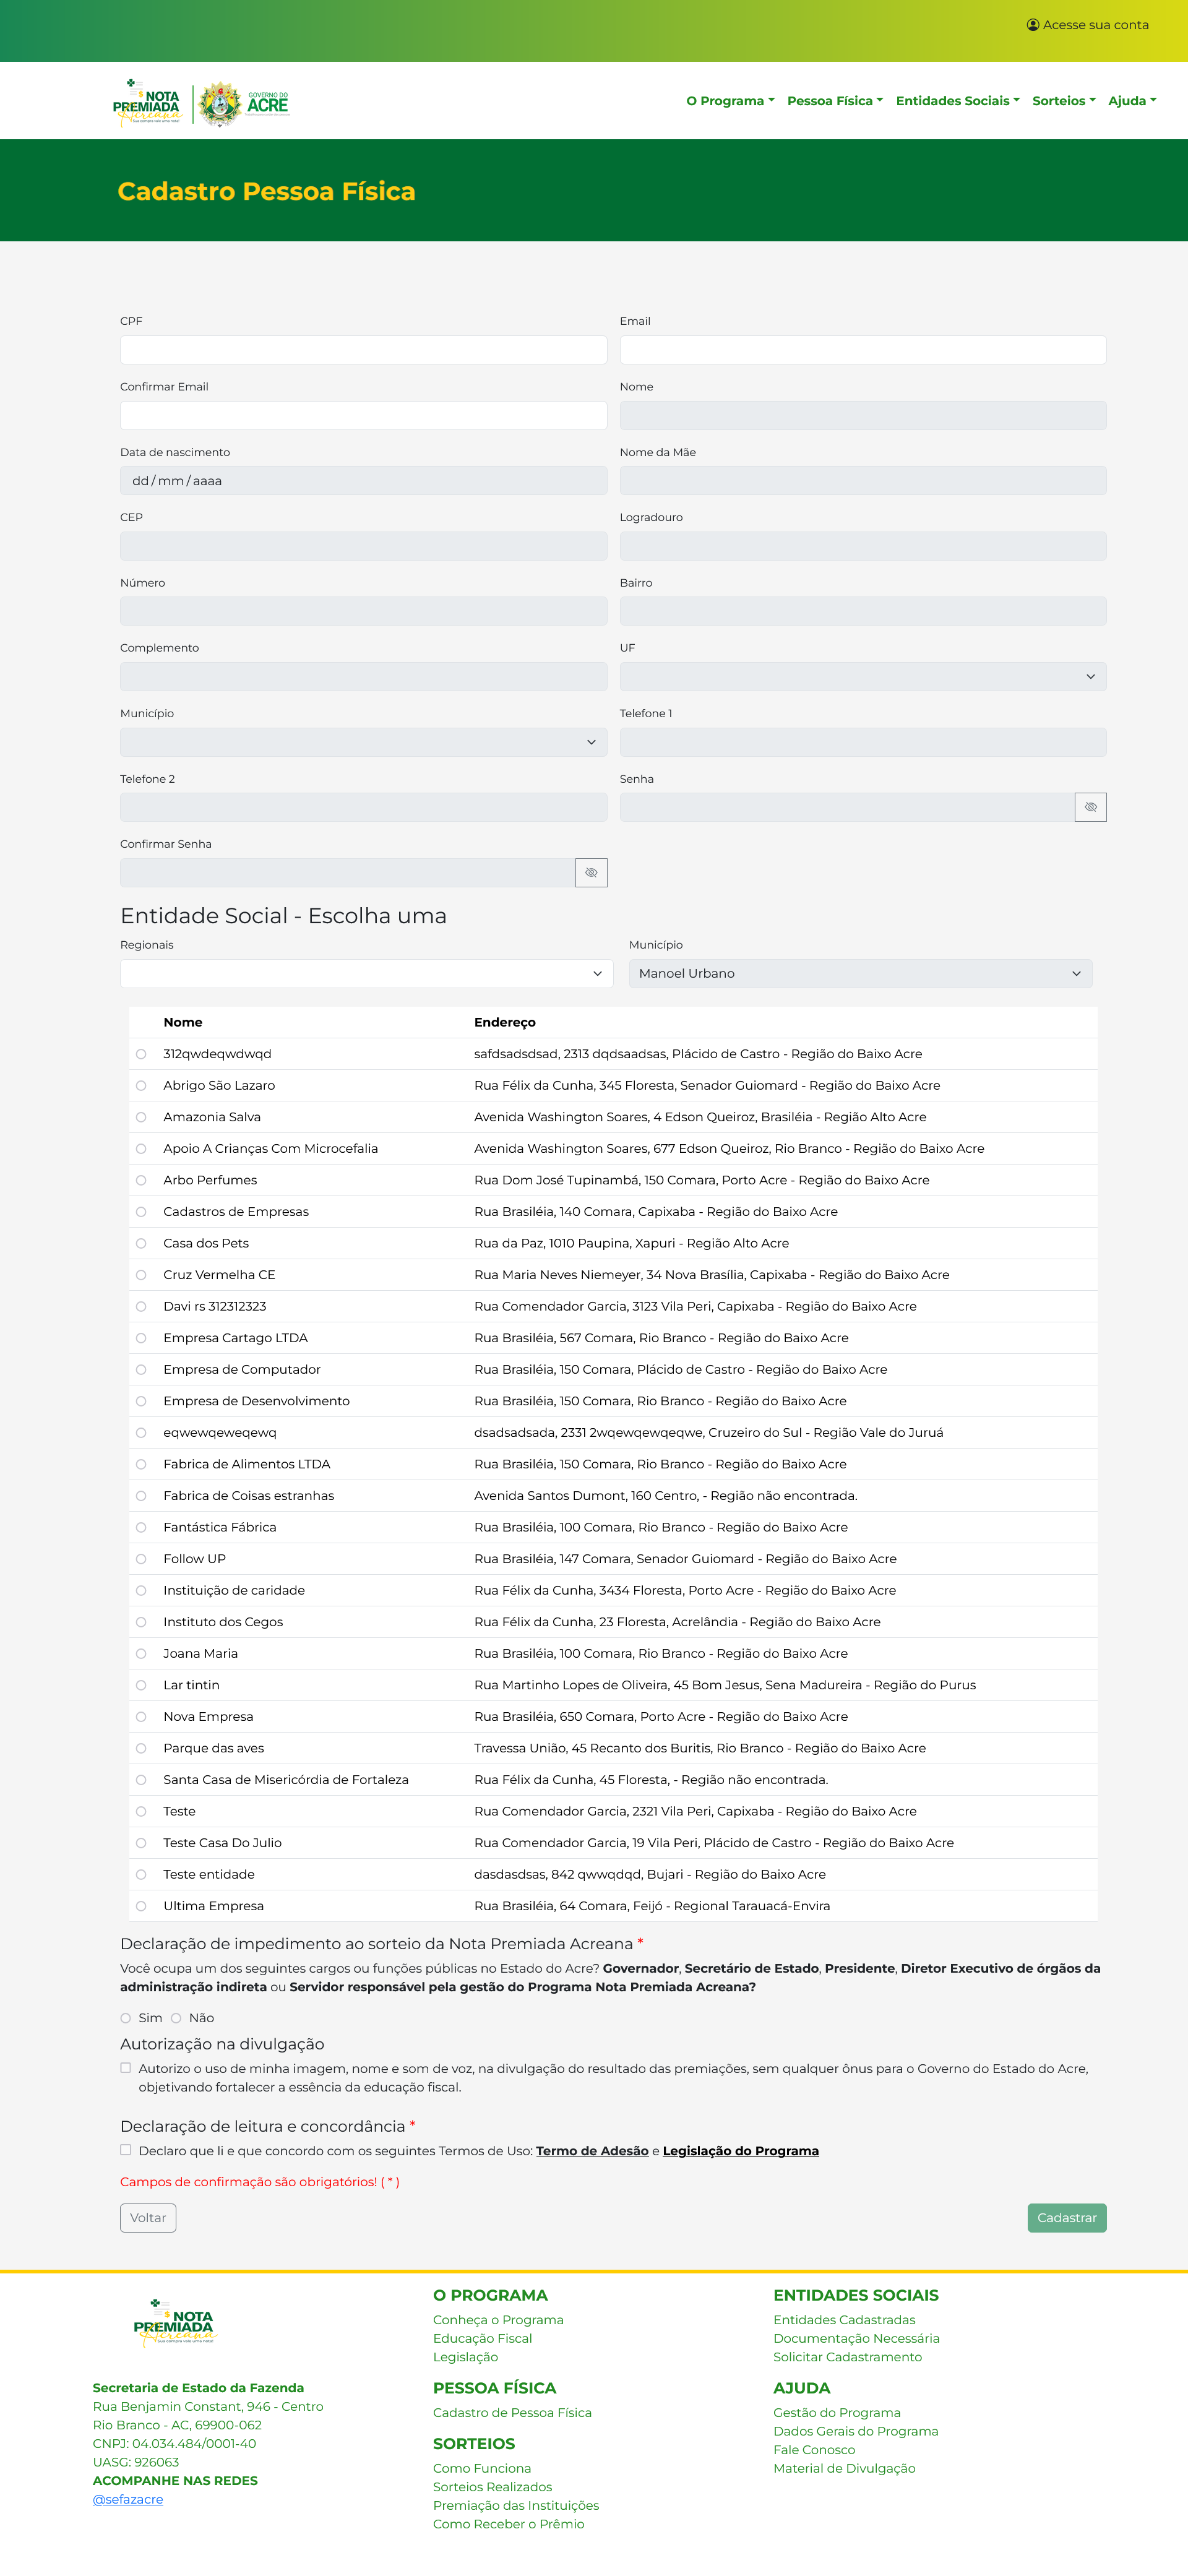 Acesse sua conta
NOTA
PREMIADA
Acreana
Sua compra vale uma nota!
GOVERNO DO
ACRE
O Programa
Pessoa Física
Entidades Sociais
Sorteios
Ajuda
Cadastro Pessoa Física
CPF
Email
Confirmar Email
Nome
Data de nascimento
Nome da Mãe
dd / mm / aaaa
CEP
Logradouro
Número
Bairro
Complemento
UF
Município
Telefone 1
Telefone 2
Senha
Confirmar Senha
Entidade Social - Escolha uma
Regionais
Município
Manoel Urbano
Nome Endereço
312qwdeqwdwqd safdsadsdsad, 2313 dqdsaadsas, Plácido de Castro - Região do Baixo Acre
Abrigo São Lazaro Rua Félix da Cunha, 345 Floresta, Senador Guiomard - Região do Baixo Acre
Amazonia Salva Avenida Washington Soares, 4 Edson Queiroz, Brasiléia - Região Alto Acre
Apoio A Crianças Com Microcefalia Avenida Washington Soares, 677 Edson Queiroz, Rio Branco - Região do Baixo Acre
Arbo Perfumes Rua Dom José Tupinambá, 150 Comara, Porto Acre - Região do Baixo Acre
Cadastros de Empresas Rua Brasiléia, 140 Comara, Capixaba - Região do Baixo Acre
Casa dos Pets Rua da Paz, 1010 Paupina, Xapuri - Região Alto Acre
Cruz Vermelha CE Rua Maria Neves Niemeyer, 34 Nova Brasília, Capixaba - Região do Baixo Acre
Davi rs 312312323 Rua Comendador Garcia, 3123 Vila Peri, Capixaba - Região do Baixo Acre
Empresa Cartago LTDA Rua Brasiléia, 567 Comara, Rio Branco - Região do Baixo Acre
Empresa de Computador Rua Brasiléia, 150 Comara, Plácido de Castro - Região do Baixo Acre
Empresa de Desenvolvimento Rua Brasiléia, 150 Comara, Rio Branco - Região do Baixo Acre
eqwewqeweqewq dsadsadsada, 2331 2wqewqewqeqwe, Cruzeiro do Sul - Região Vale do Juruá
Fabrica de Alimentos LTDA Rua Brasiléia, 150 Comara, Rio Branco - Região do Baixo Acre
Fabrica de Coisas estranhas Avenida Santos Dumont, 160 Centro, - Região não encontrada.
Fantástica Fábrica Rua Brasiléia, 100 Comara, Rio Branco - Região do Baixo Acre
Follow UP Rua Brasiléia, 147 Comara, Senador Guiomard - Região do Baixo Acre
Instituição de caridade Rua Félix da Cunha, 3434 Floresta, Porto Acre - Região do Baixo Acre
Instituto dos Cegos Rua Félix da Cunha, 23 Floresta, Acrelândia - Região do Baixo Acre
Joana Maria Rua Brasiléia, 100 Comara, Rio Branco - Região do Baixo Acre
Lar tintin Rua Martinho Lopes de Oliveira, 45 Bom Jesus, Sena Madureira - Região do Purus
Nova Empresa Rua Brasiléia, 650 Comara, Porto Acre - Região do Baixo Acre
Parque das aves Travessa União, 45 Recanto dos Buritis, Rio Branco - Região do Baixo Acre
Santa Casa de Misericórdia de Fortaleza Rua Félix da Cunha, 45 Floresta, - Região não encontrada.
Teste Rua Comendador Garcia, 2321 Vila Peri, Capixaba - Região do Baixo Acre
Teste Casa Do Julio Rua Comendador Garcia, 19 Vila Peri, Plácido de Castro - Região do Baixo Acre
Teste entidade dasdasdsas, 842 qwwqdqd, Bujari - Região do Baixo Acre
Ultima Empresa Rua Brasiléia, 64 Comara, Feijó - Regional Tarauacá-Envira
Declaração de impedimento ao sorteio da Nota Premiada Acreana *
Você ocupa um dos seguintes cargos ou funções públicas no Estado do Acre? Governador, Secretário de Estado, Presidente, Diretor Executivo de órgãos da
administração indireta ou Servidor responsável pela gestão do Programa Nota Premiada Acreana?
Sim Não
Autorização na divulgação
Autorizo o uso de minha imagem, nome e som de voz, na divulgação do resultado das premiações, sem qualquer ônus para o Governo do Estado do Acre,
objetivando fortalecer a essência da educação fiscal.
Declaração de leitura e concordância *
Declaro que li e que concordo com os seguintes Termos de Uso: Termo de Adesão e Legislação do Programa
Campos de confirmação são obrigatórios! ( * )
Voltar
Cadastrar
NOTA
PREMIADA
Acreana
Sua compra vale uma nota!
Secretaria de Estado da Fazenda
Rua Benjamin Constant, 946 - Centro
Rio Branco - AC, 69900-062
CNPJ: 04.034.484/0001-40
UASG: 926063
ACOMPANHE NAS REDES
@sefazacre
O PROGRAMA
Conheça o Programa
Educação Fiscal
Legislação
PESSOA FÍSICA
Cadastro de Pessoa Física
SORTEIOS
Como Funciona
Sorteios Realizados
Premiação das Instituições
Como Receber o Prêmio
ENTIDADES SOCIAIS
Entidades Cadastradas
Documentação Necessária
Solicitar Cadastramento
AJUDA
Gestão do Programa
Dados Gerais do Programa
Fale Conosco
Material de Divulgação